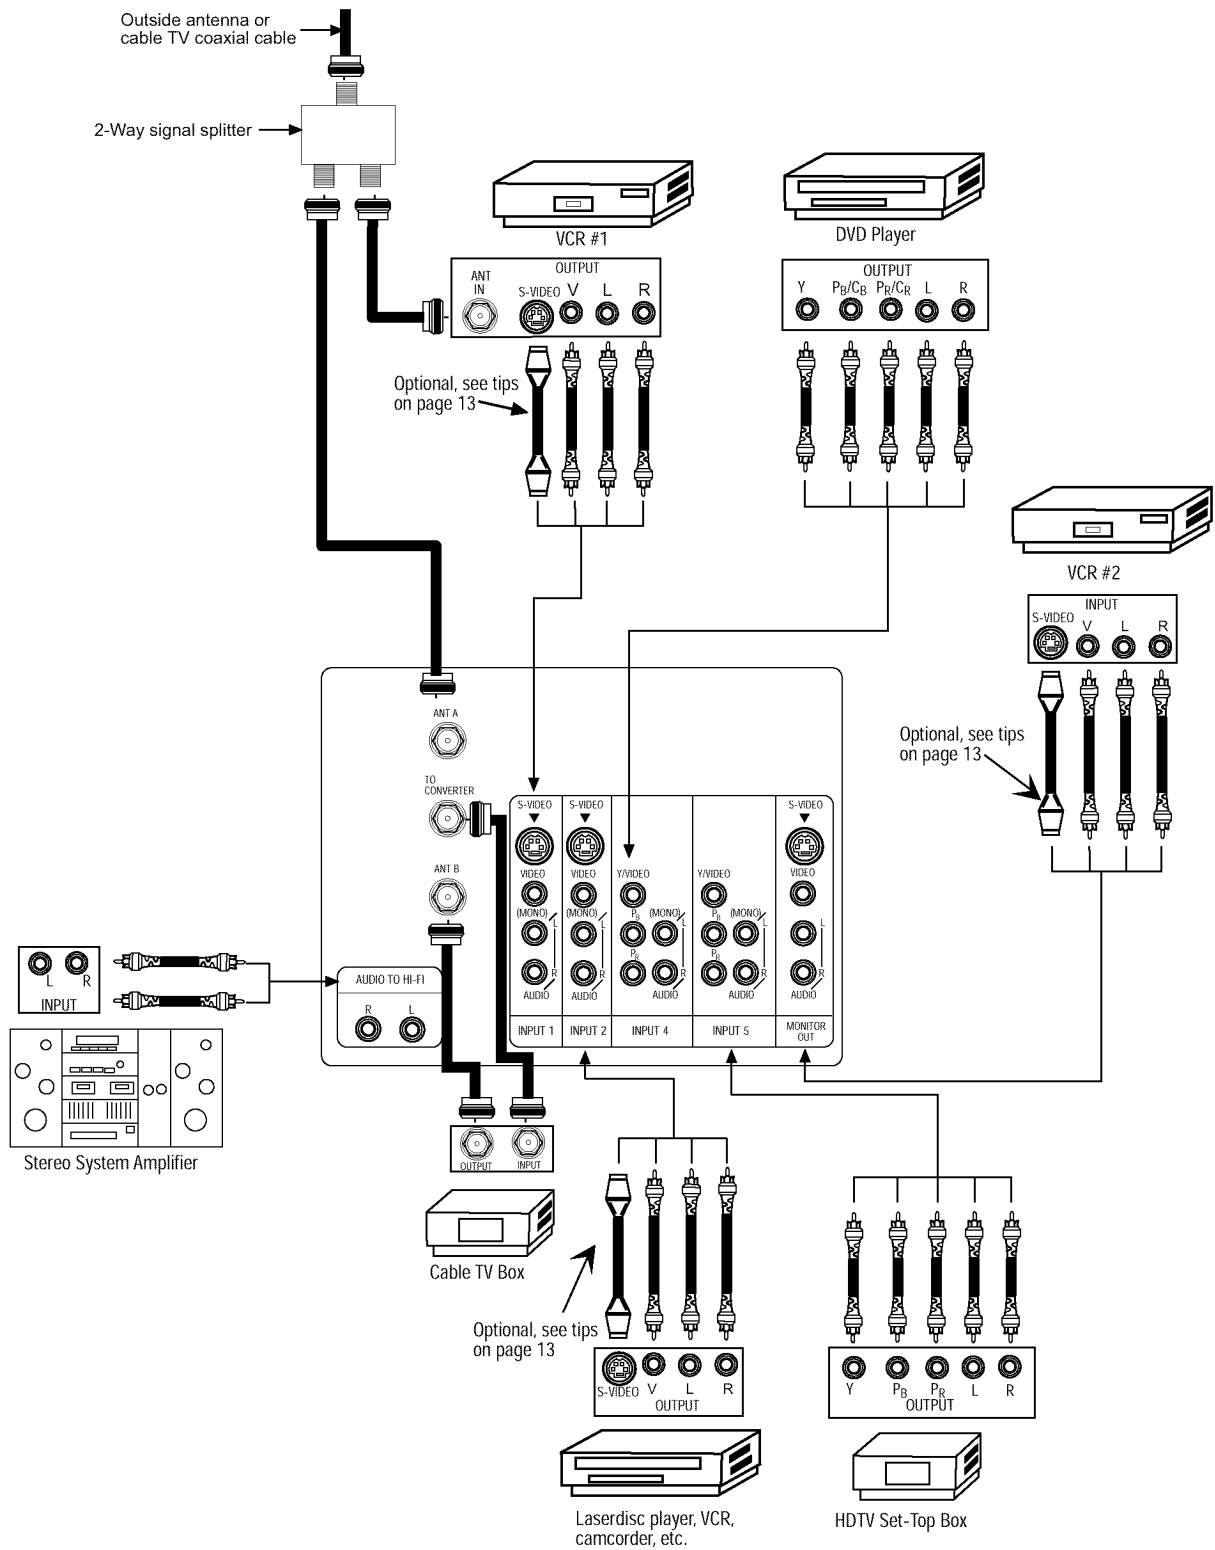 Outside antenna or
cable TV coaxial cable
2-Way signal splitter
VCR #1
DVD Player
ANT
IN
OUTPUT
S-VIDEO V L R
OUTPUT
Y PB/CB PR/CR L R
Optional, see tips
on page 13
VCR #2
INPUT
S-VIDEO V L R
Optional, see tips
on page 13
ANT A
TO
CONVERTER
ANT B
S-VIDEO S-VIDEO S-VIDEO
VIDEO VIDEO Y/VIDEO Y/VIDEO VIDEO
(MONO) L (MONO) L PB (MONO) L PB (MONO) L L
R R PR R PR R R
AUDIO AUDIO AUDIO AUDIO AUDIO
INPUT 1 INPUT 2 INPUT 4 INPUT 5 MONITOR
OUT
L R
INPUT
AUDIO TO HI-FI
R L
Stereo System Amplifier
OUTPUT INPUT
Cable TV Box
Optional, see tips
on page 13
S-VIDEO V L R
OUTPUT
Y PB PR L R
OUTPUT
Laserdisc player, VCR,
camcorder, etc.
HDTV Set-Top Box